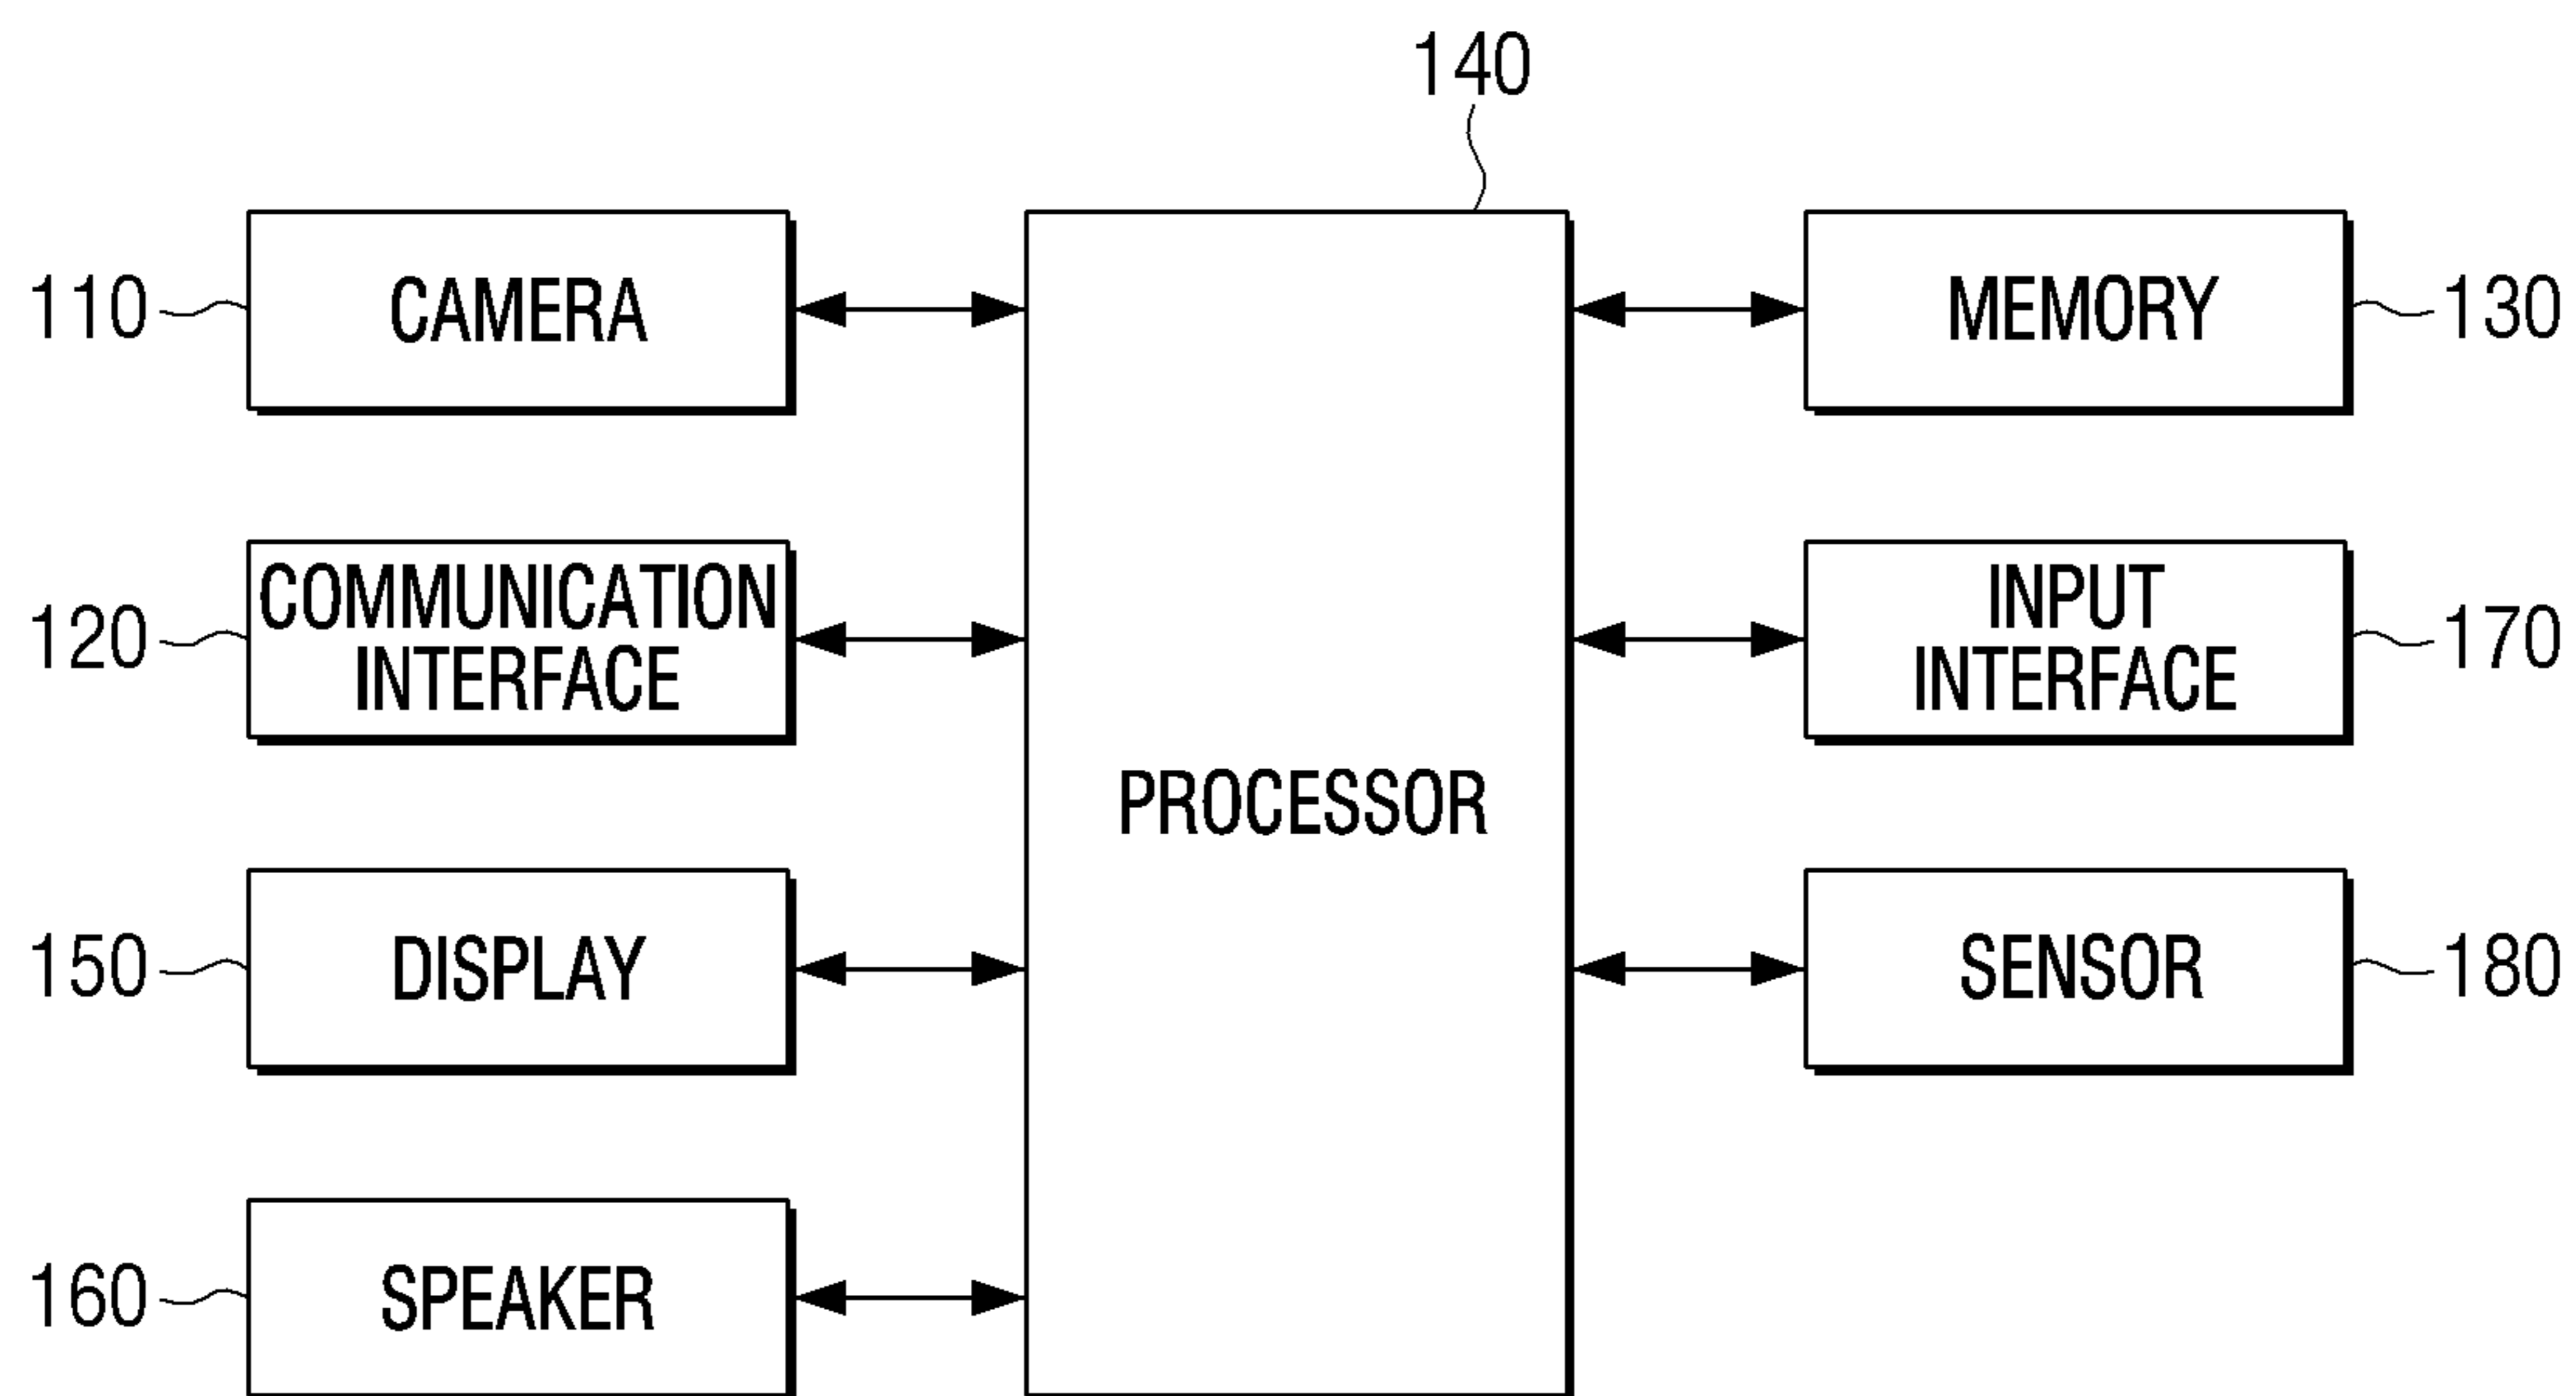 140
110
CAMERA
MEMORY
130
120
COMMUNICATION
INTERFACE
INPUT
INTERFACE
170
PROCESSOR
150
DISPLAY
SENSOR
180
160
SPEAKER